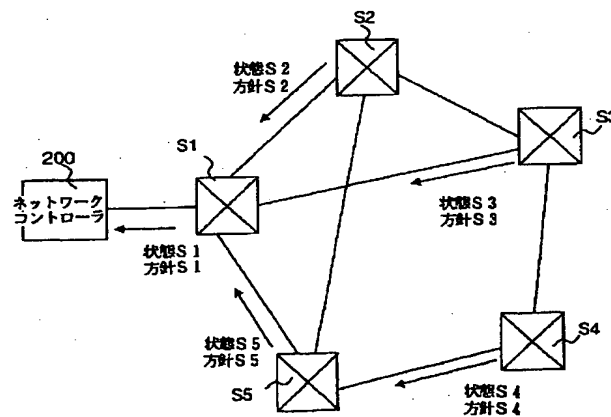 S2
状態S2
方針S2
S3
S1
200
ネットワーク
コントローラ
状態S3
方針S3
状態S1
方針S1
S4
状態S5
方針S5
S5
状態S4
方針S4